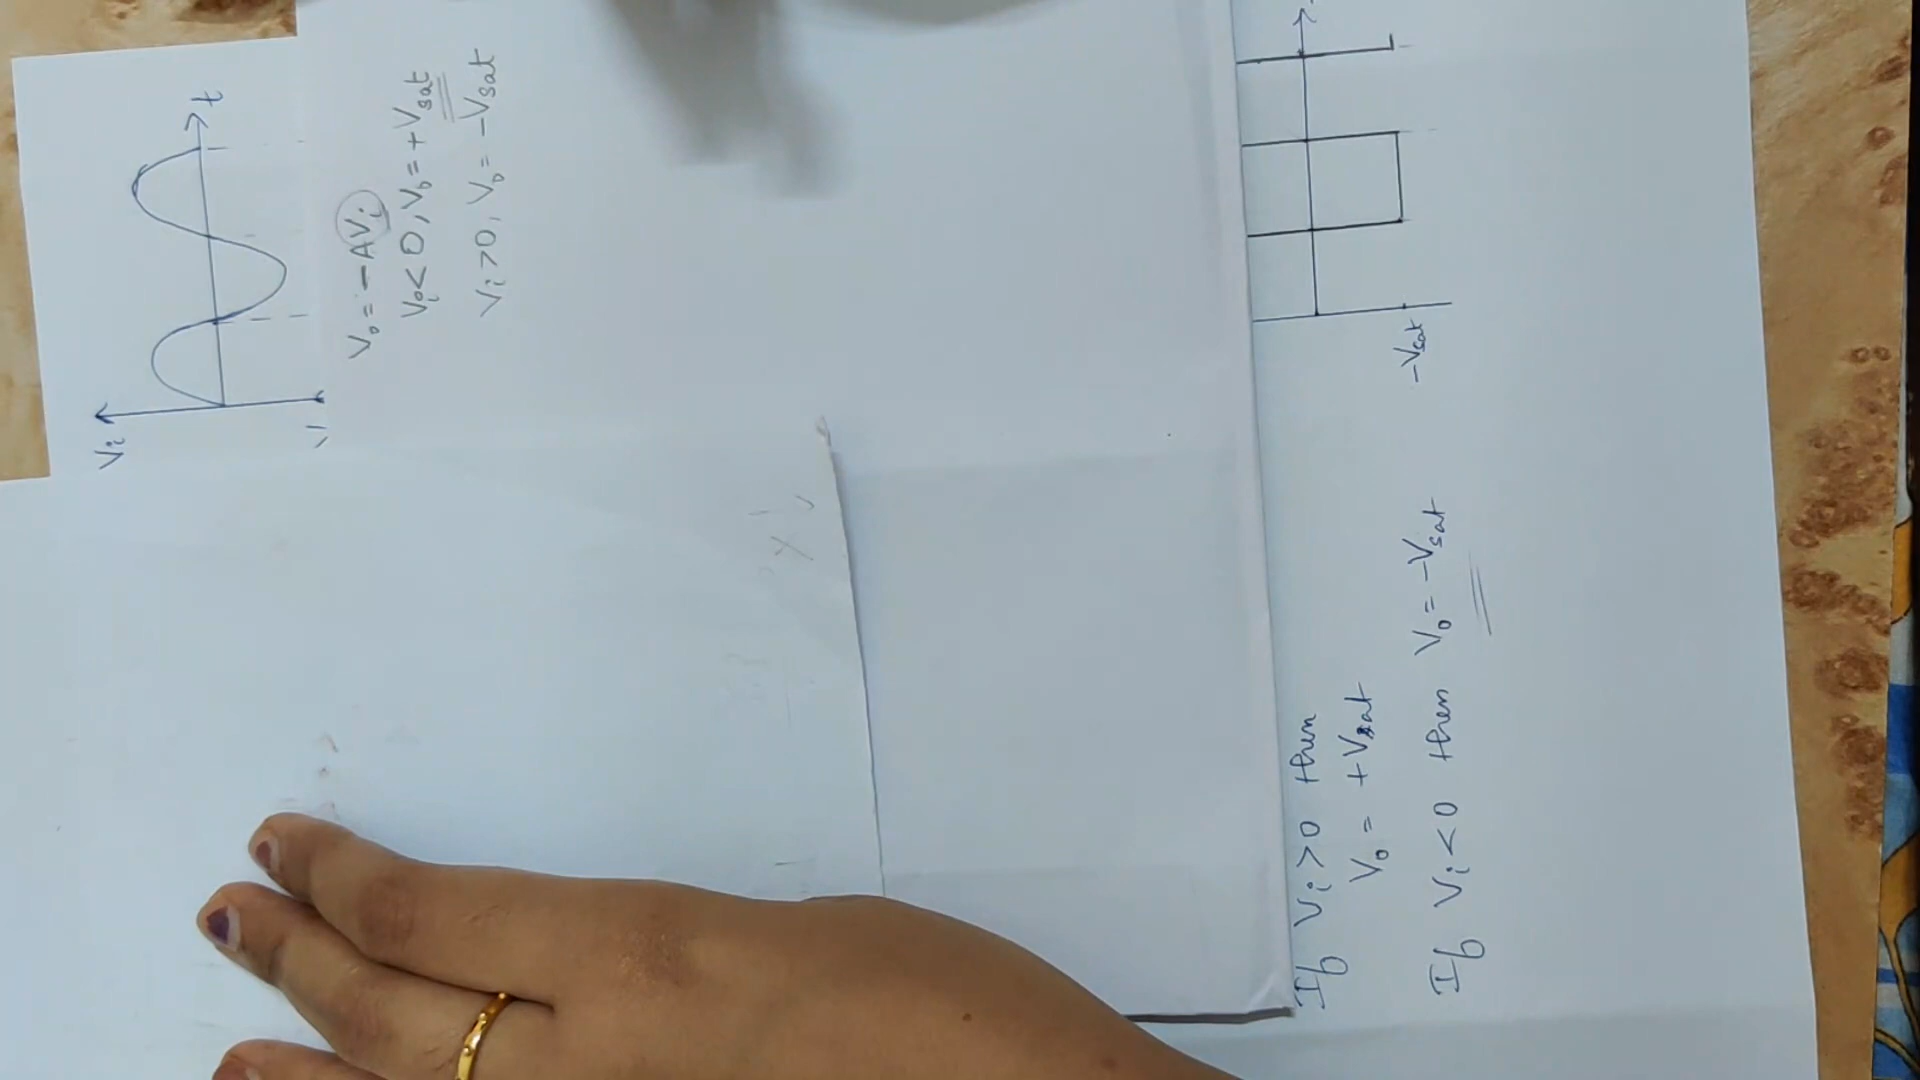 Vi
t
Vo = -AVi
Vi < 0, Vo = +Vsat
Vi > 0, Vo = -Vsat
-Vsat
If Vi > 0 then
Vo = +Vsat
If Vi < 0 then Vo = -Vsat